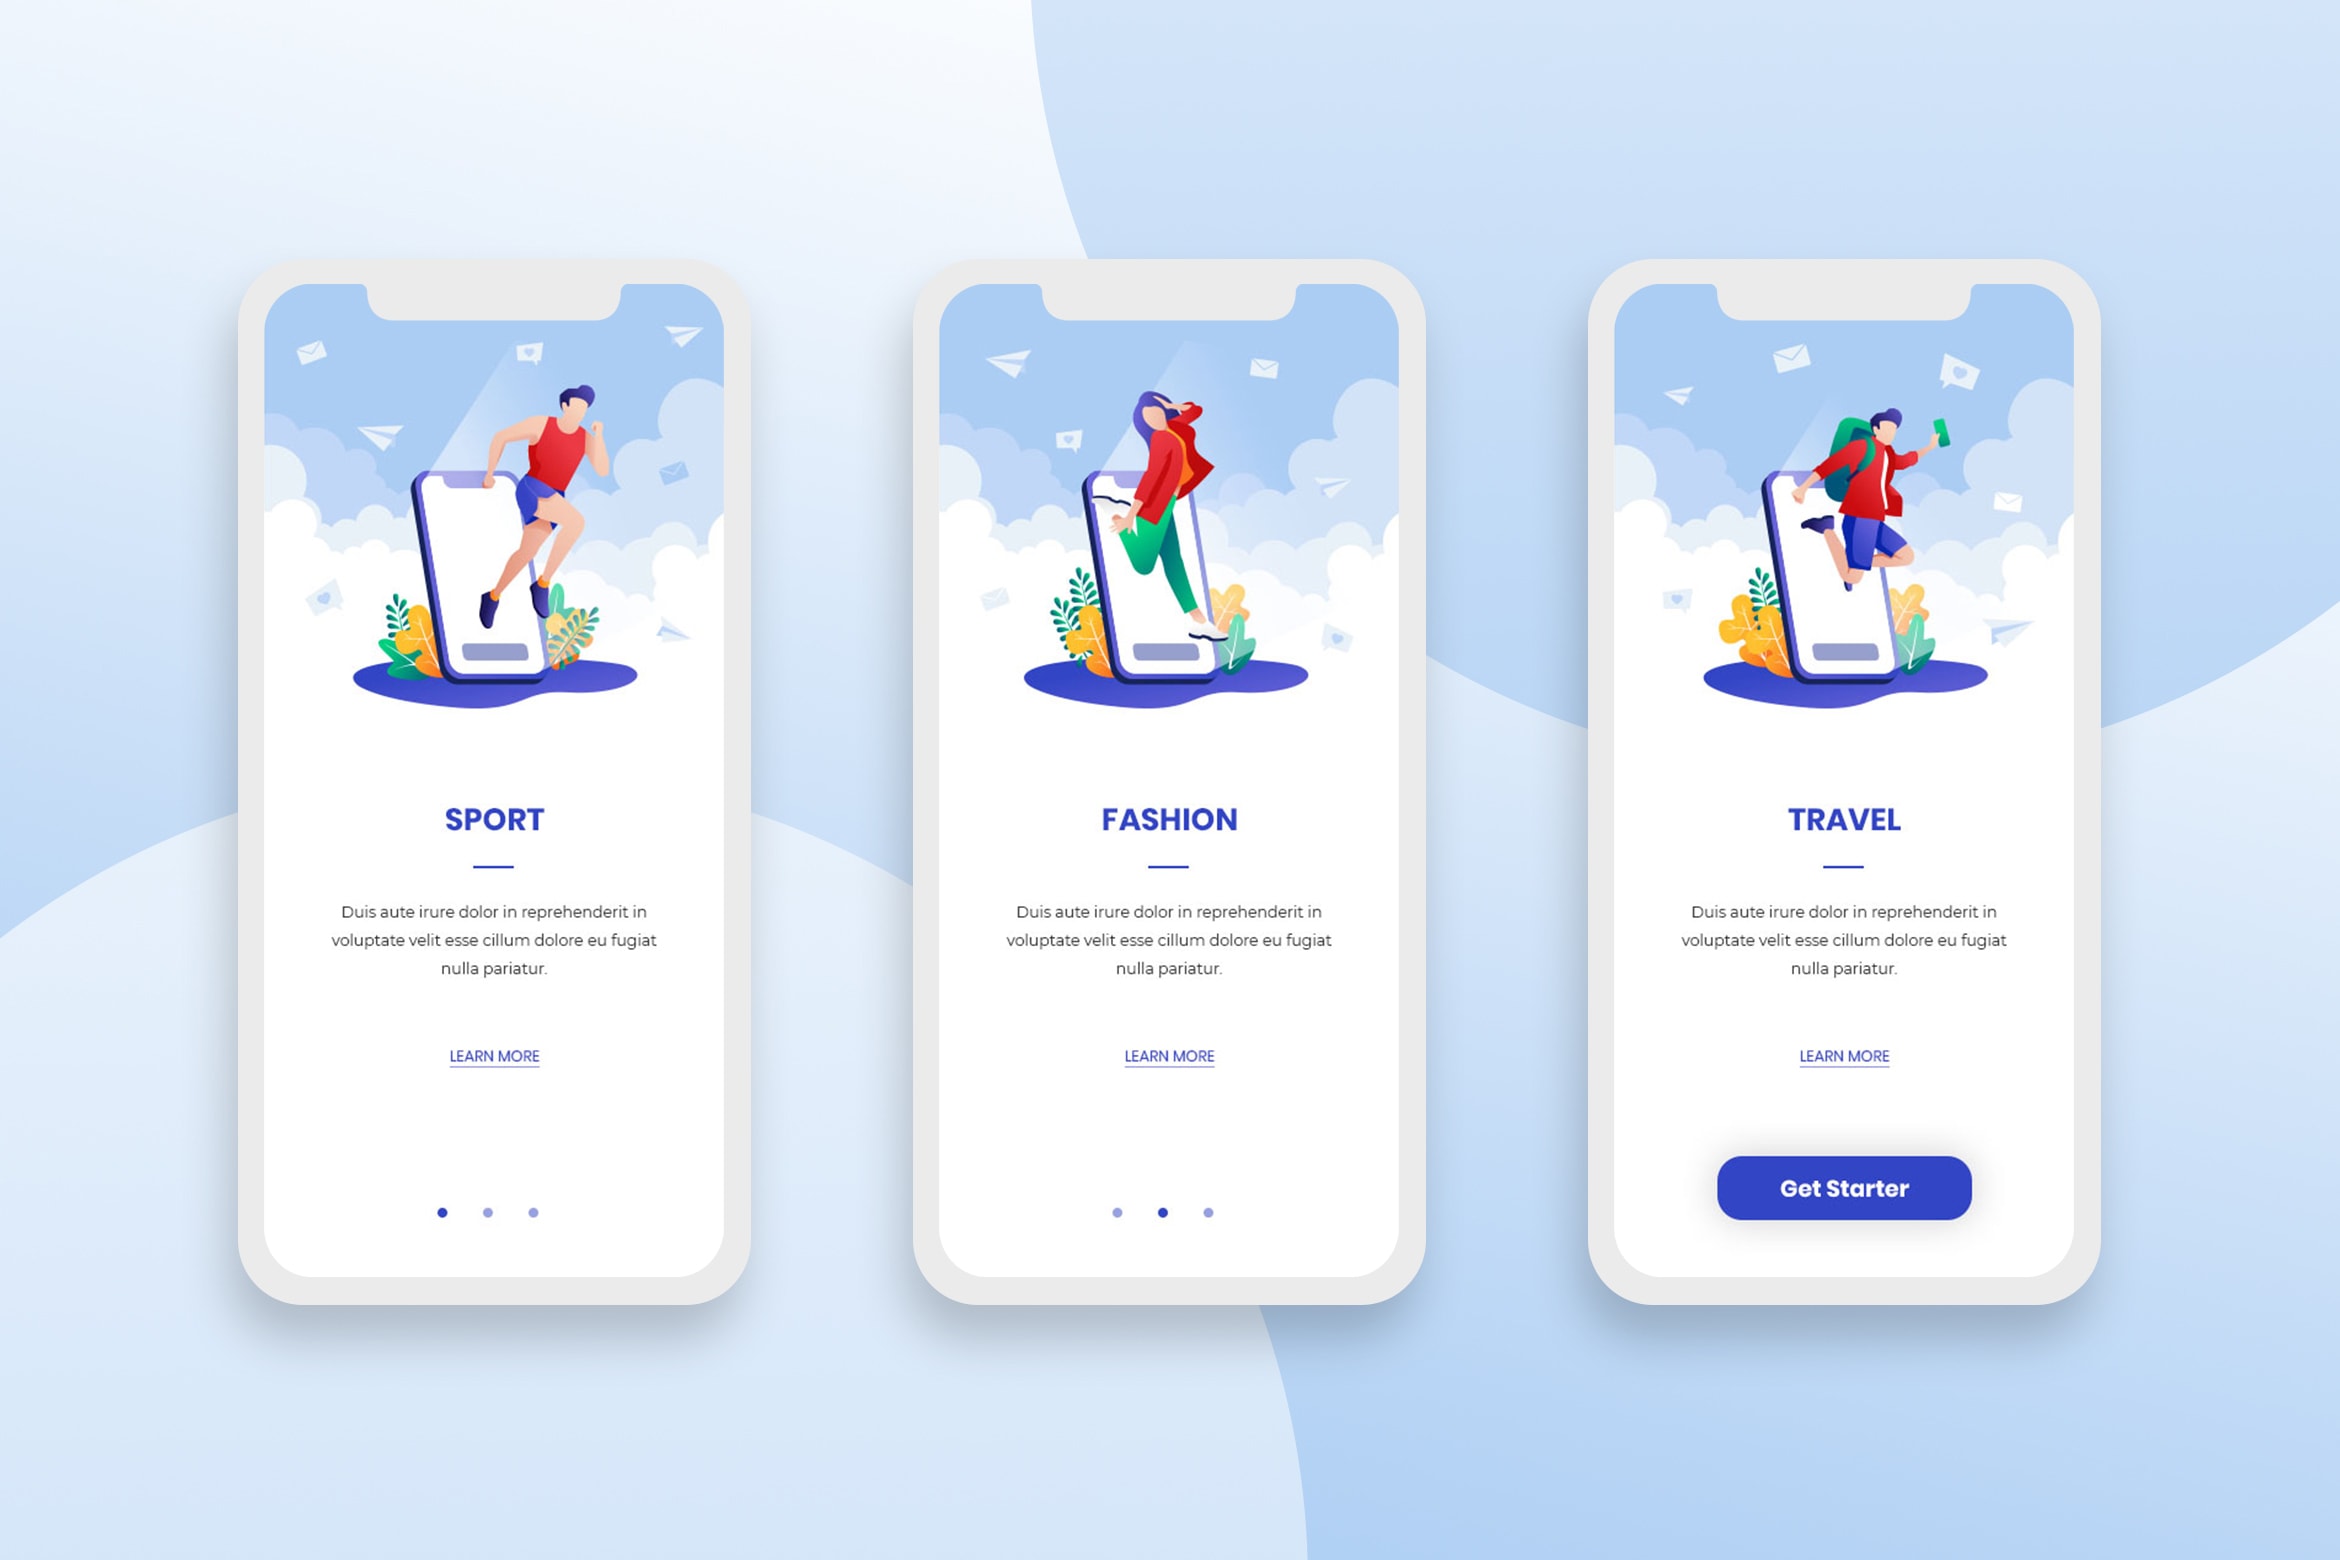 SPORT
Duis aute irure dolor in reprehenderit in
voluptate velit esse cillum dolore eu fugiat
nulla pariatur.
LEARN MORE
FASHION
Duis aute irure dolor in reprehenderit in
voluptate velit esse cillum dolore eu fugiat
nulla pariatur.
LEARN MORE
TRAVEL
Duis aute irure dolor in reprehenderit in
voluptate velit esse cillum dolore eu fugiat
nulla pariatur.
LEARN MORE
Get Starter